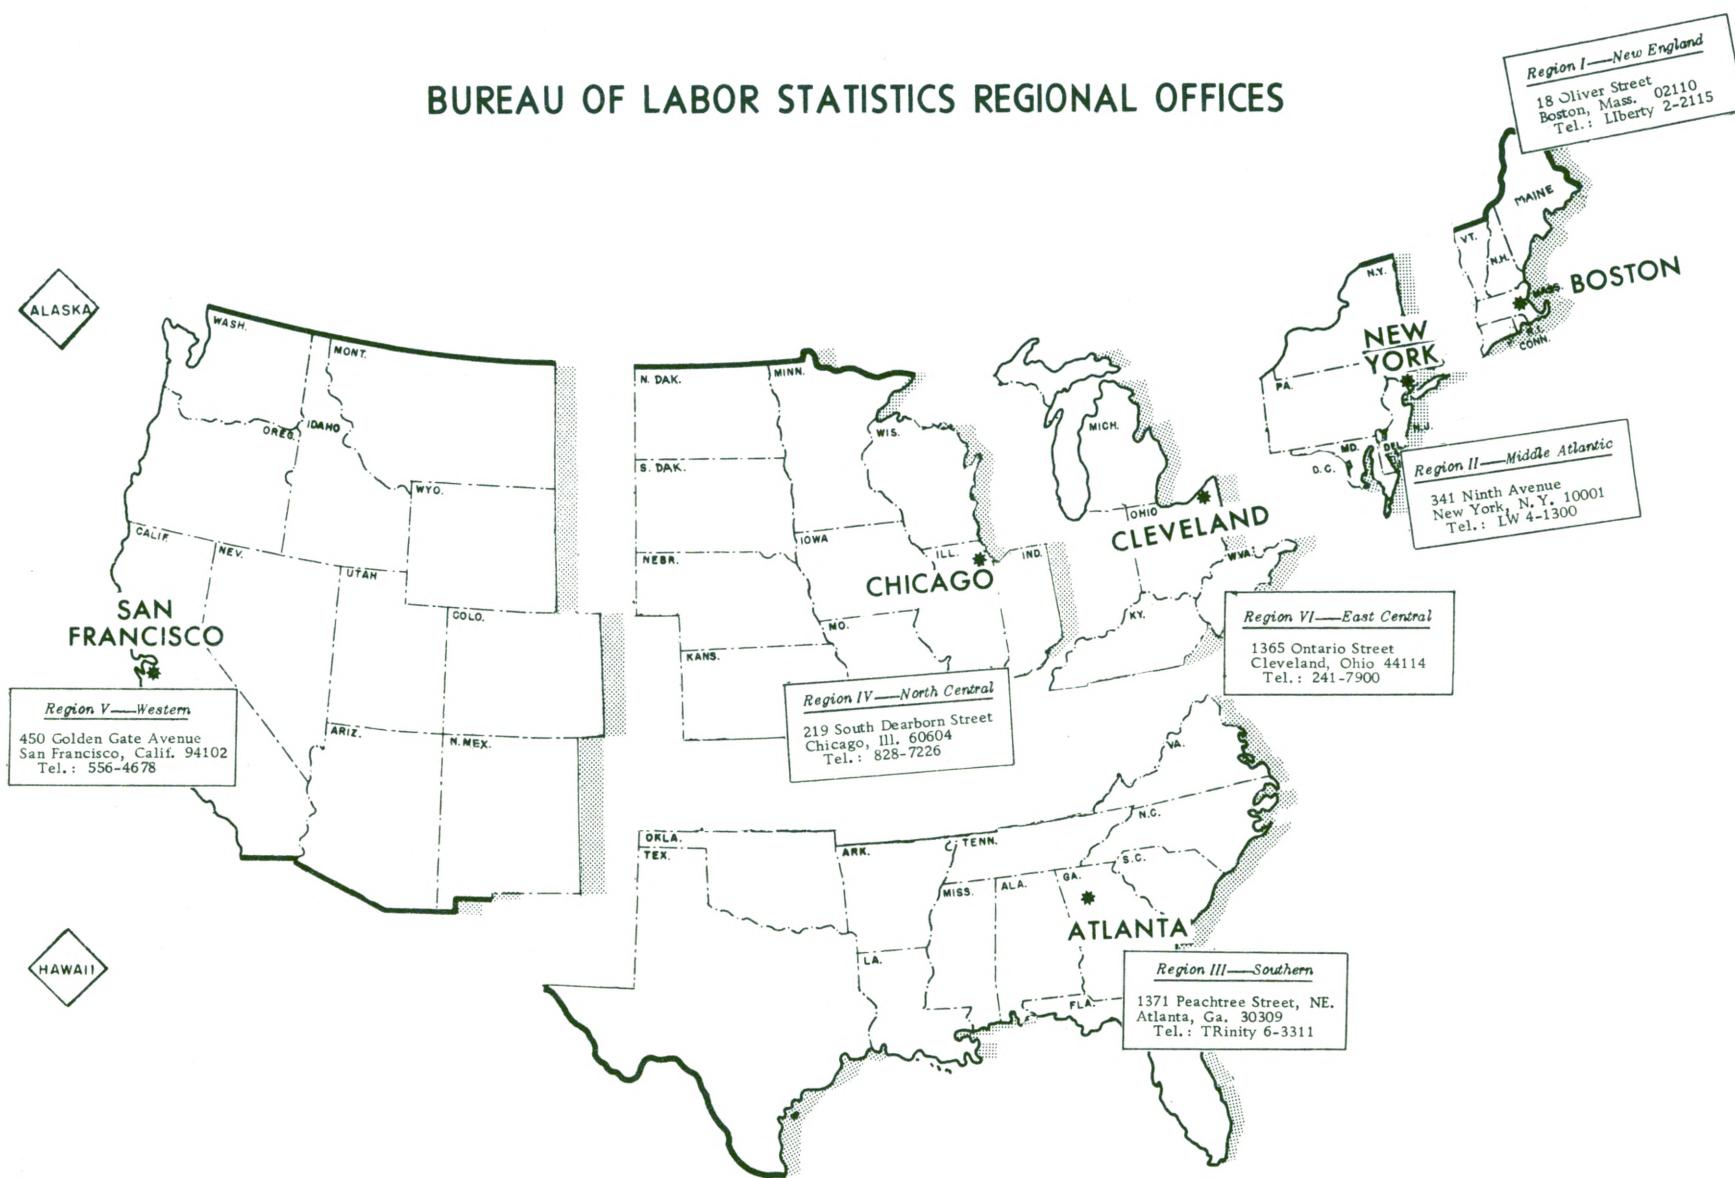 BUREAU OF LABOR STATISTICS REGIONAL OFFICES
Region I—New England
18 Oliver Street
Boston, Mass. 02110
Tel.: LIberty 2-2115
MAINE
VT.
N.H.
MASS.
BOSTON
R.I.
CONN.
N.Y.
NEW
YORK
PA.
N.J.
MD.
DEL.
D.C.
Region II—Middle Atlantic
341 Ninth Avenue
New York, N.Y. 10001
Tel.: LW 4-1300
ALASKA
WASH.
MONT.
OREG.
IDAHO
WYO.
CALIF.
NEV.
UTAH
COLO.
SAN
FRANCISCO
Region V—Western
450 Golden Gate Avenue
San Francisco, Calif. 94102
Tel.: 556-4678
ARIZ.
N.MEX.
HAWAII
N. DAK.
MINN.
WIS.
S. DAK.
IOWA
NEBR.
ILL.
IND.
CHICAGO
MO.
KANS.
Region IV—North Central
219 South Dearborn Street
Chicago, Ill. 60604
Tel.: 828-7226
MICH.
OHIO
CLEVELAND
W.VA.
KY.
Region VI—East Central
1365 Ontario Street
Cleveland, Ohio 44114
Tel.: 241-7900
VA.
N.C.
OKLA.
TEX.
ARK.
TENN.
S.C.
MISS.
ALA.
GA.
ATLANTA
LA.
FLA.
Region III—Southern
1371 Peachtree Street, NE.
Atlanta, Ga. 30309
Tel.: TRinity 6-3311